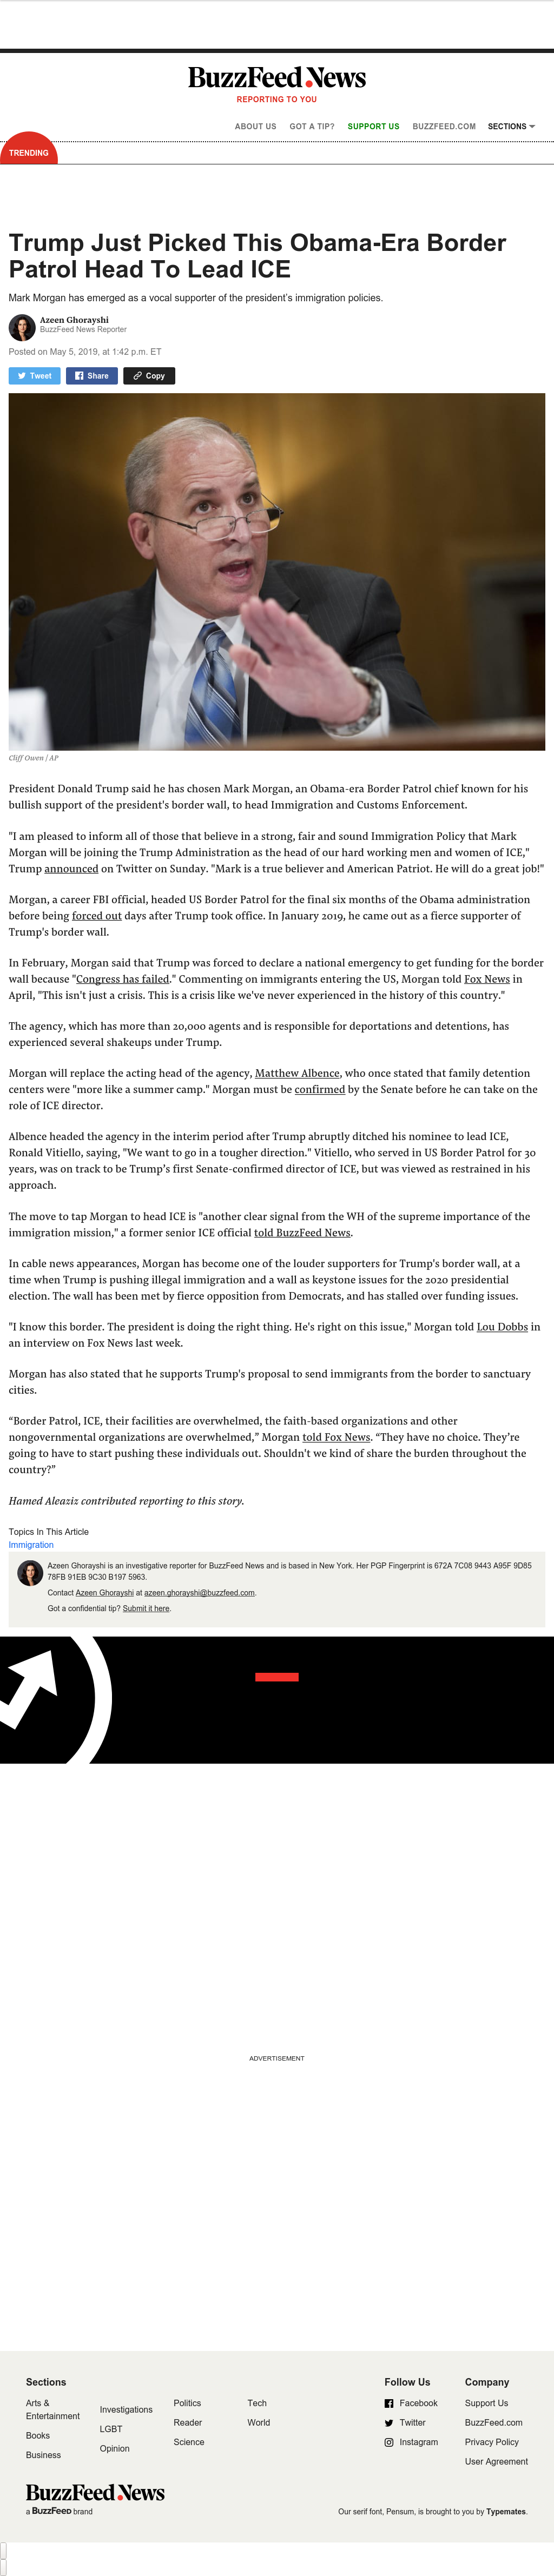 BuzzFeed News
REPORTING TO YOU
ABOUT US GOT A TIP? SUPPORT US BUZZFEED.COM SECTIONS
TRENDING
Trump Just Picked This Obama-Era Border
Patrol Head To Lead ICE
Mark Morgan has emerged as a vocal supporter of the president's immigration policies.
Azeen Ghorayshi
BuzzFeed News Reporter
Posted on May 5, 2019, at 1:42 p.m. ET
Tweet Share Copy
Cliff Owen / AP
President Donald Trump said he has chosen Mark Morgan, an Obama-era Border Patrol chief known for his
bullish support of the president's border wall, to head Immigration and Customs Enforcement.
"I am pleased to inform all of those that believe in a strong, fair and sound Immigration Policy that Mark
Morgan will be joining the Trump Administration as the head of our hard working men and women of ICE,"
Trump announced on Twitter on Sunday. "Mark is a true believer and American Patriot. He will do a great job!"
Morgan, a career FBI official, headed US Border Patrol for the final six months of the Obama administration
before being forced out days after Trump took office. In January 2019, he came out as a fierce supporter of
Trump's border wall.
In February, Morgan said that Trump was forced to declare a national emergency to get funding for the border
wall because "Congress has failed." Commenting on immigrants entering the US, Morgan told Fox News in
April, "This isn't just a crisis. This is a crisis like we've never experienced in the history of this country."
The agency, which has more than 20,000 agents and is responsible for deportations and detentions, has
experienced several shakeups under Trump.
Morgan will replace the acting head of the agency, Matthew Albence, who once stated that family detention
centers were "more like a summer camp." Morgan must be confirmed by the Senate before he can take on the
role of ICE director.
Albence headed the agency in the interim period after Trump abruptly ditched his nominee to lead ICE,
Ronald Vitiello, saying, "We want to go in a tougher direction." Vitiello, who served in US Border Patrol for 30
years, was on track to be Trump’s first Senate-confirmed director of ICE, but was viewed as restrained in his
approach.
The move to tap Morgan to head ICE is "another clear signal from the WH of the supreme importance of the
immigration mission," a former senior ICE official told BuzzFeed News.
In cable news appearances, Morgan has become one of the louder supporters for Trump's border wall, at a
time when Trump is pushing illegal immigration and a wall as keystone issues for the 2020 presidential
election. The wall has been met by fierce opposition from Democrats, and has stalled over funding issues.
"I know this border. The president is doing the right thing. He's right on this issue," Morgan told Lou Dobbs in
an interview on Fox News last week.
Morgan has also stated that he supports Trump's proposal to send immigrants from the border to sanctuary
cities.
“Border Patrol, ICE, their facilities are overwhelmed, the faith-based organizations and other
nongovernmental organizations are overwhelmed,” Morgan told Fox News. “They have no choice. They’re
going to have to start pushing these individuals out. Shouldn't we kind of share the burden throughout the
country?”
Hamed Aleaziz contributed reporting to this story.
Topics In This Article
Immigration
Azeen Ghorayshi is an investigative reporter for BuzzFeed News and is based in New York. Her PGP Fingerprint is 672A 7C08 9443 A95F 9D85
78FB 91EB 9C30 B197 5963.
Contact Azeen Ghorayshi at azeen.ghorayshi@buzzfeed.com.
Got a confidential tip? Submit it here.
ADVERTISEMENT
Sections
Arts &
Entertainment
Books
Business
Investigations
LGBT
Opinion
Politics
Reader
Science
Tech
World
Follow Us
Facebook
Twitter
Instagram
Company
Support Us
BuzzFeed.com
Privacy Policy
User Agreement
BuzzFeed News
a BuzzFeed brand
Our serif font, Pensum, is brought to you by Typemates.